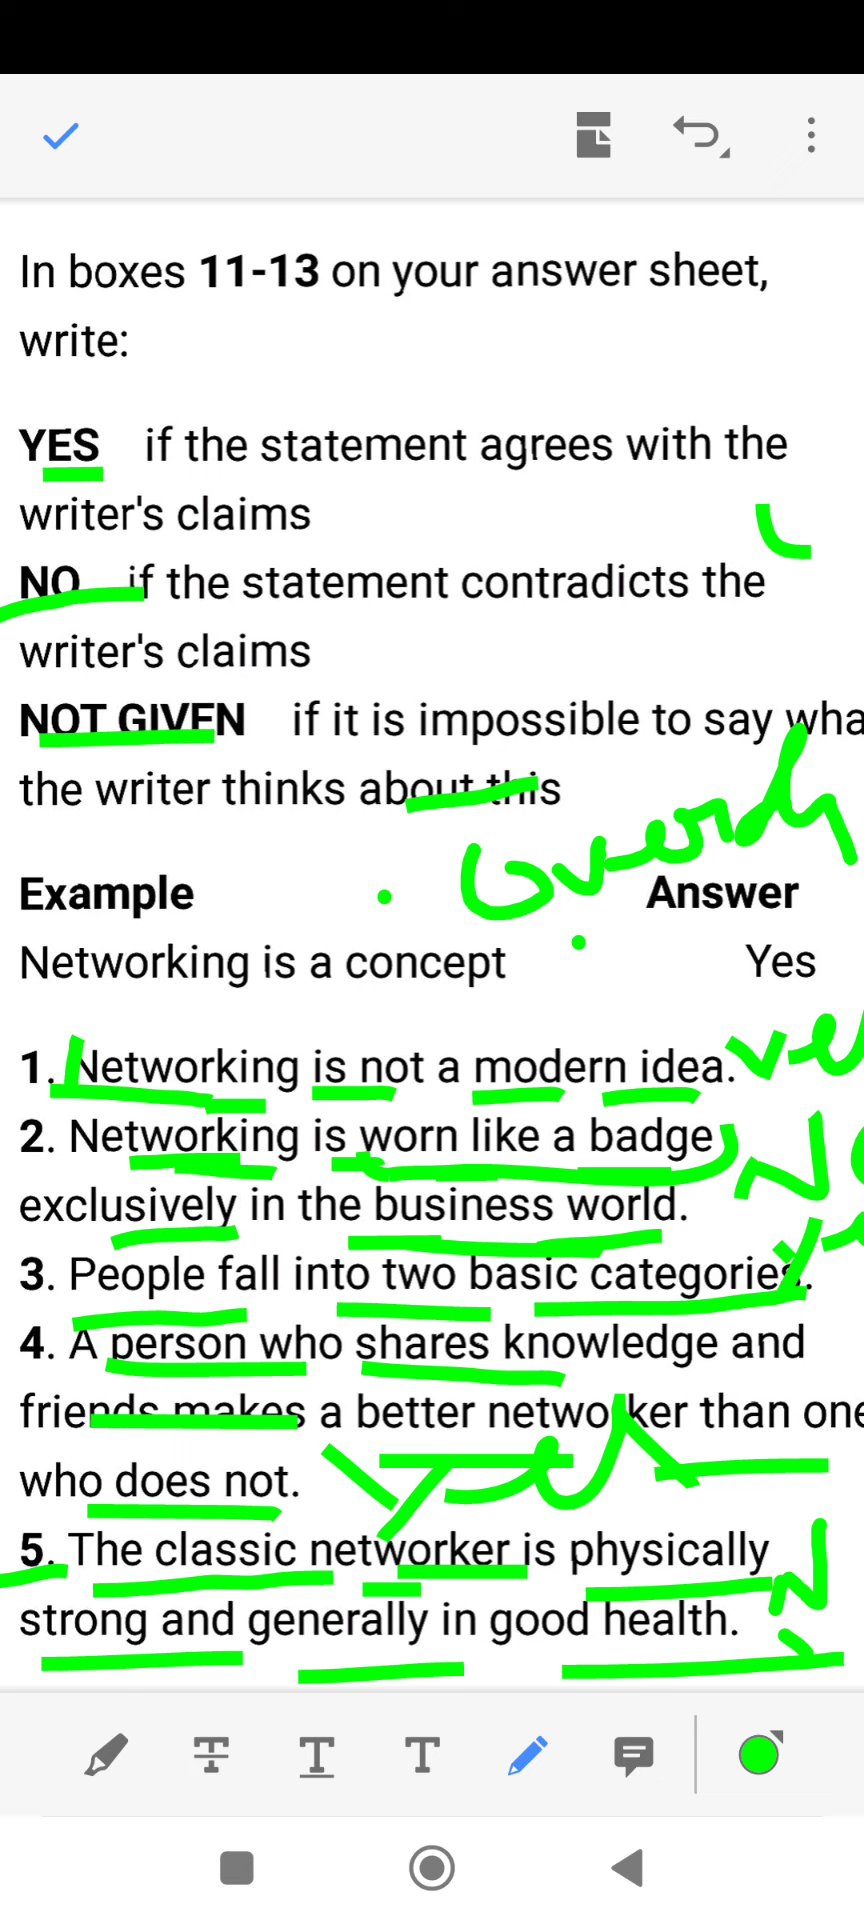 In boxes 11-13 on your answer sheet,
write:
YES if the statement agrees with the
writer's claims
NO if the statement contradicts the
writer's claims
NOT GIVEN if it is impossible to say wha
the writer thinks about this
Example Answer
Networking is a concept Yes
1. Networking is not a modern idea.
2. Networking is worn like a badge
exclusively in the business world.
3. People fall into two basic categories.
4. A person who shares knowledge and
friends makes a better networker than one
who does not. Yes
5. The classic networker is physically
strong and generally in good health.